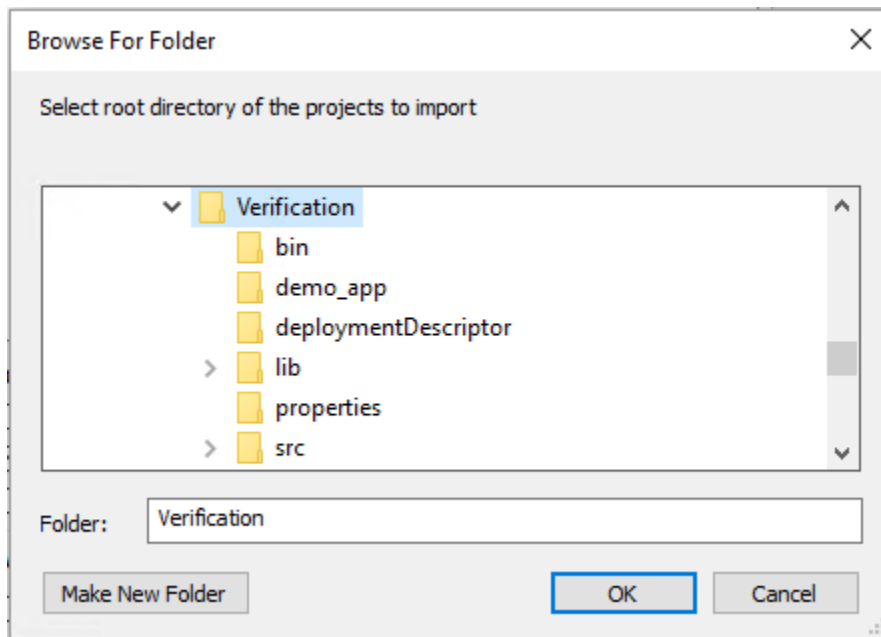 Browse For Folder
Select root directory of the projects to import
Verification
bin
demo_app
deploymentDescriptor
lib
properties
src
Folder: Verification
Make New Folder OK Cancel